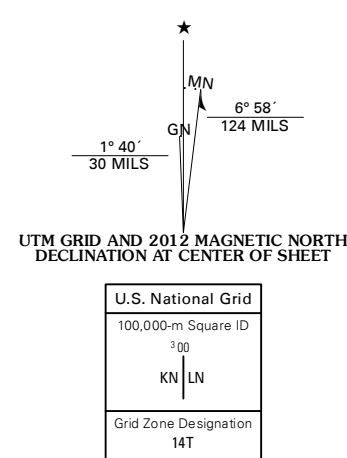 ★
MN
GN
6° 58´
124 MILS
1° 40´
30 MILS
UTM GRID AND 2012 MAGNETIC NORTH
DECLINATION AT CENTER OF SHEET
U.S. National Grid
100,000-m Square ID
³00
KN LN
Grid Zone Designation
14T